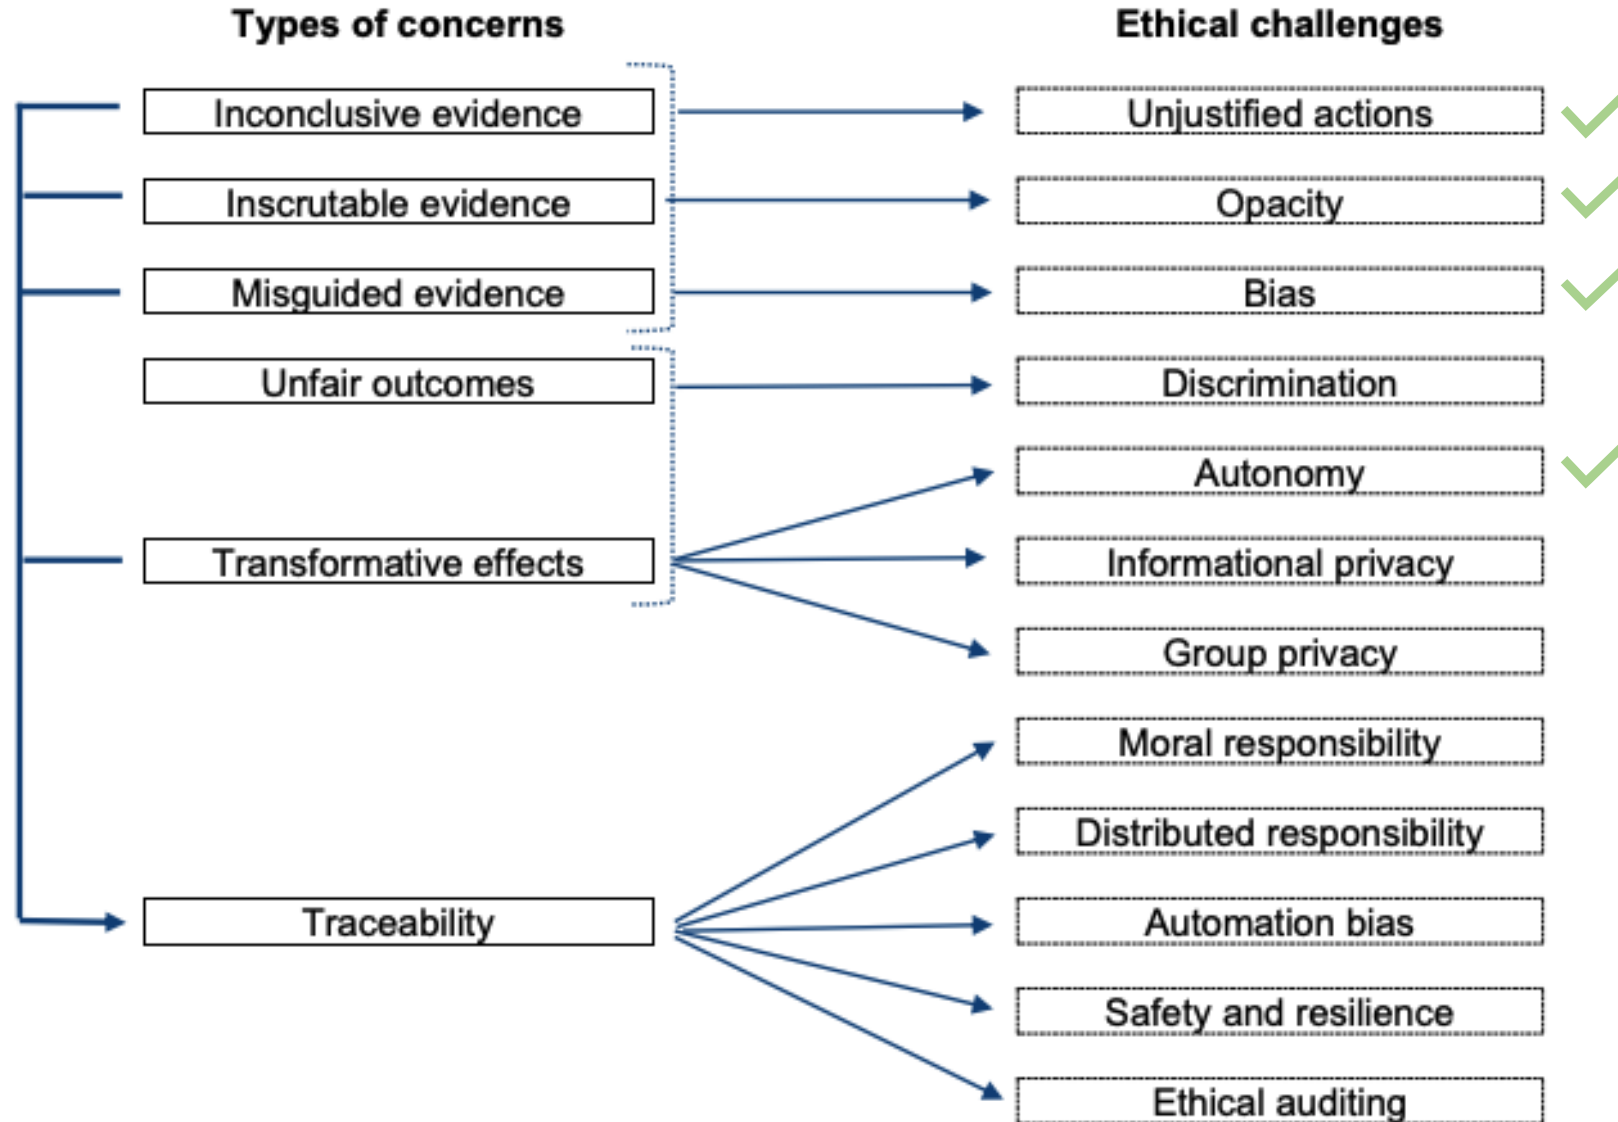 Types of concerns
Ethical challenges
Inconclusive evidence
Unjustified actions
Inscrutable evidence
Opacity
Misguided evidence
Bias
Unfair outcomes
Discrimination
Autonomy
Transformative effects
Informational privacy
Group privacy
Moral responsibility
Distributed responsibility
Traceability
Automation bias
Safety and resilience
Ethical auditing